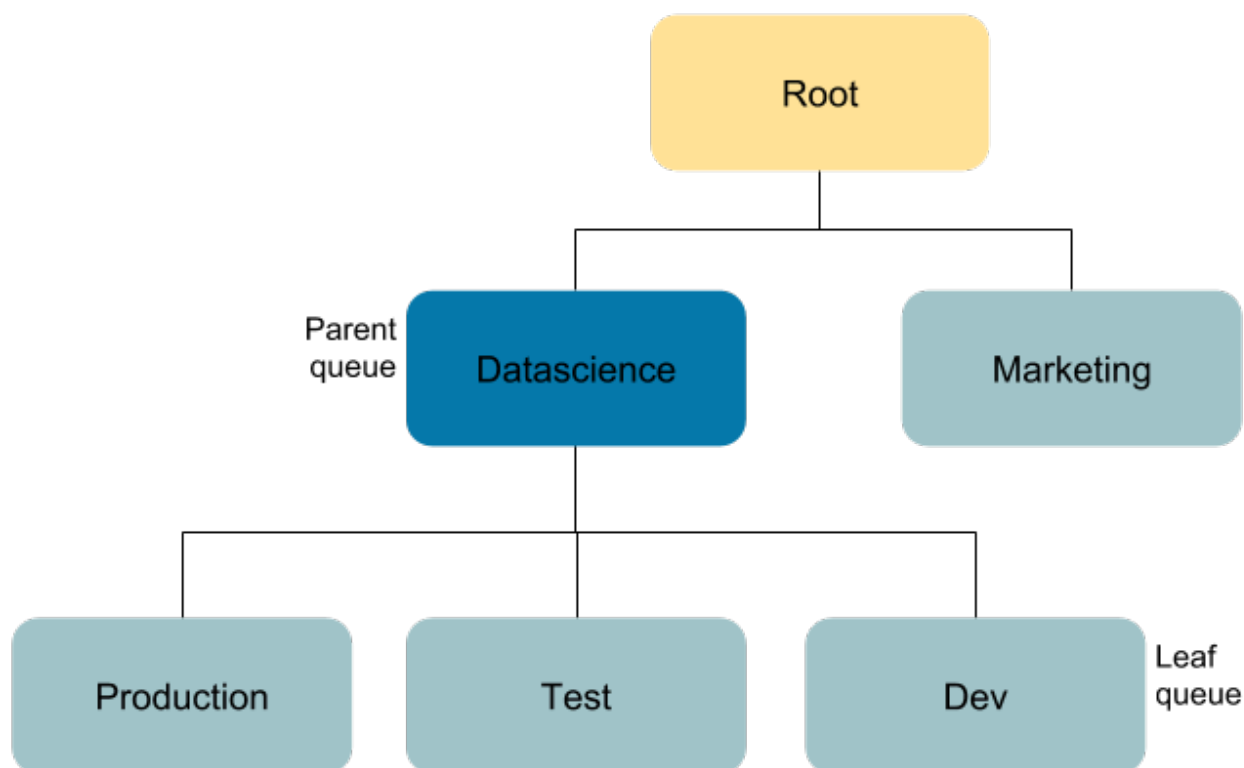 Root
Parent
queue
Datascience
Marketing
Production
Test
Dev
Leaf
queue